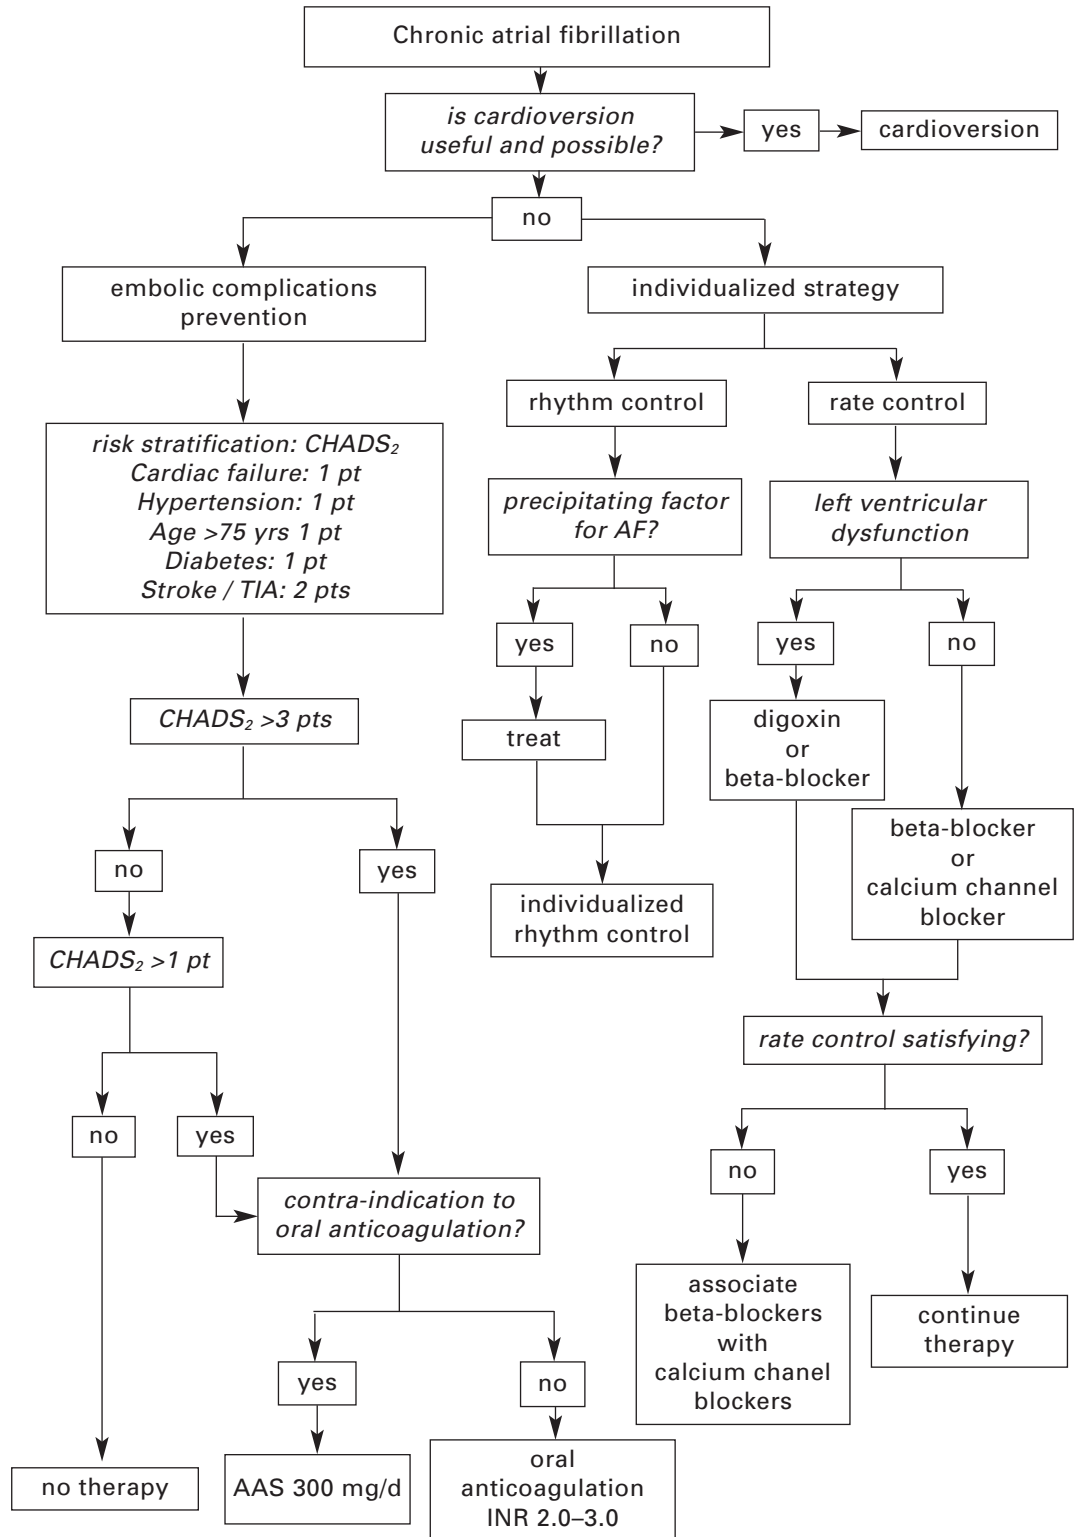 Chronic atrial fibrillation
is cardioversion
useful and possible?
yes
cardioversion
no
embolic complications
prevention
individualized strategy
rhythm control
rate control
risk stratification: CHADS₂
Cardiac failure: 1 pt
Hypertension: 1 pt
Age >75 yrs 1 pt
Diabetes: 1 pt
Stroke / TIA: 2 pts
precipitating factor
for AF?
left ventricular
dysfunction
yes
no
yes
no
CHADS₂ >3 pts
treat
digoxin
or
beta-blocker
no
yes
beta-blocker
or
calcium channel
blocker
individualized
rhythm control
CHADS₂ >1 pt
rate control satisfying?
no
yes
no
yes
contra-indication to
oral anticoagulation?
associate
beta-blockers
with
calcium chanel
blockers
continue
therapy
yes
no
no therapy
AAS 300 mg/d
oral
anticoagulation
INR 2.0–3.0